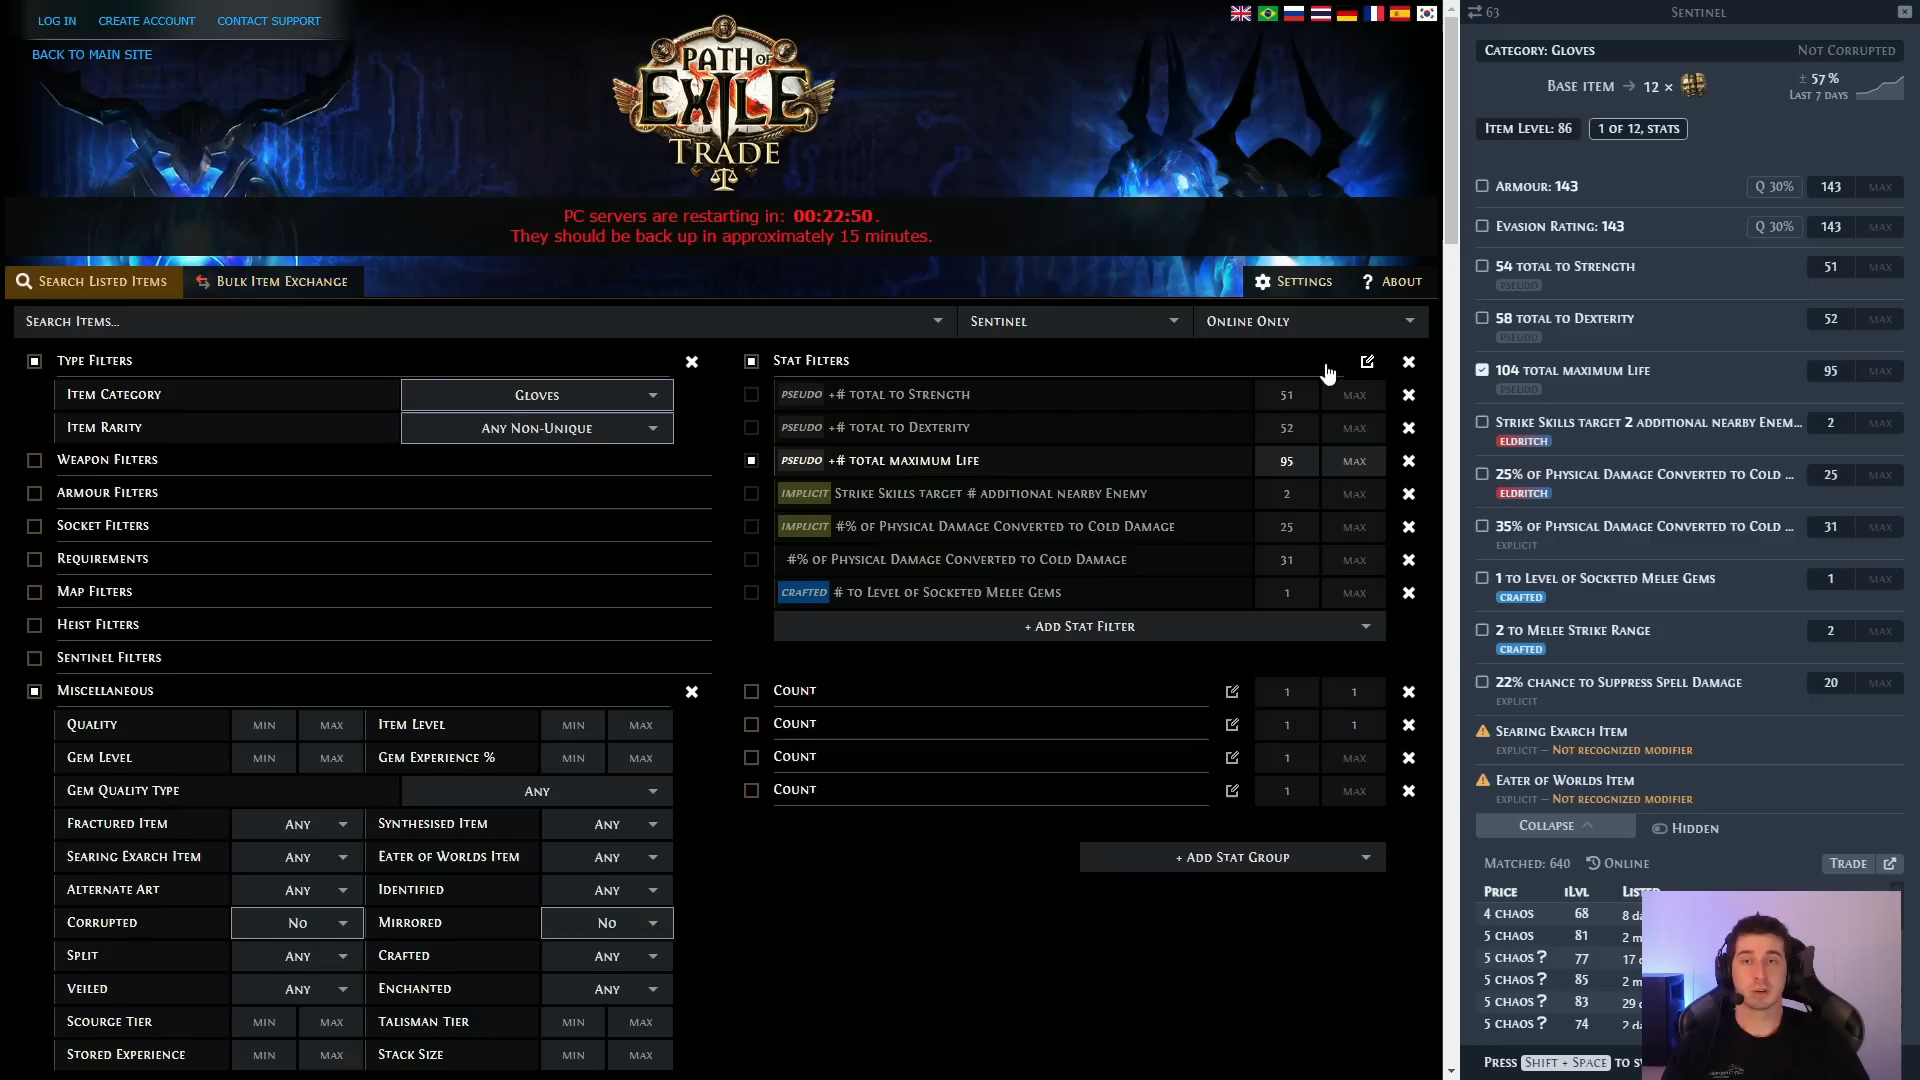 LOG IN CREATE ACCOUNT CONTACT SUPPORT
BACK TO MAIN SITE
PATH OF
EXILE
TRADE
PC servers are restarting in: 00:22:50.
They should be back up in approximately 15 minutes.
Search Listed Items Bulk Item Exchange Settings ? About
Search Items... Sentinel Online Only
Type Filters
Item Category Gloves
Item Rarity Any Non-Unique
Weapon Filters
Armour Filters
Socket Filters
Requirements
Map Filters
Heist Filters
Sentinel Filters
Miscellaneous
Quality MIN MAX Item Level MIN MAX
Gem Level MIN MAX Gem Experience % MIN MAX
Gem Quality Type Any
Fractured Item Any Synthesised Item Any
Searing Exarch Item Any Eater of Worlds Item Any
Alternate Art Any Identified Any
Corrupted No Mirrored No
Split Any Crafted Any
Veiled Any Enchanted Any
Scourge Tier MIN MAX Talisman Tier MIN MAX
Stored Experience MIN MAX Stack Size MIN MAX
Stat Filters
PSEUDO +# total to Strength 51 MAX
PSEUDO +# total to Dexterity 52 MAX
PSEUDO +# total maximum Life 95 MAX
IMPLICIT Strike Skills target # additional nearby Enemy 2 MAX
IMPLICIT #% of Physical Damage Converted to Cold Damage 25 MAX
#% of Physical Damage Converted to Cold Damage 31 MAX
CRAFTED # to Level of Socketed Melee Gems 1 MAX
+ Add Stat Filter
Count 1 1
Count 1 1
Count 1 MAX
Count 1 MAX
+ Add Stat Group
63 Sentinel
Category: Gloves Not Corrupted
Base item → 12 × ± 57 %
Last 7 days
Item Level: 86 1 of 12, stats
Armour: 143 Q 30% 143 MAX
Evasion Rating: 143 Q 30% 143 MAX
54 total to Strength 51 MAX
PSEUDO
58 total to Dexterity 52 MAX
PSEUDO
104 total maximum Life 95 MAX
PSEUDO
Strike Skills target 2 additional nearby Enem... 2 MAX
ELDRITCH
25% of Physical Damage Converted to Cold ... 25 MAX
ELDRITCH
35% of Physical Damage Converted to Cold ... 31 MAX
EXPLICIT
1 to Level of Socketed Melee Gems 1 MAX
CRAFTED
2 to Melee Strike Range 2 MAX
CRAFTED
22% chance to Suppress Spell Damage 20 MAX
EXPLICIT
Searing Exarch Item
EXPLICIT — Not recognized modifier
Eater of Worlds Item
EXPLICIT — Not recognized modifier
Collapse Hidden
Matched: 640 Online Trade
Price iLvl
4 chaos 68 8
5 chaos 81 2 m
5 chaos ? 77 17
5 chaos ? 85 2 m
5 chaos ? 83 29
5 chaos ? 74 2
Press Shift + Space to